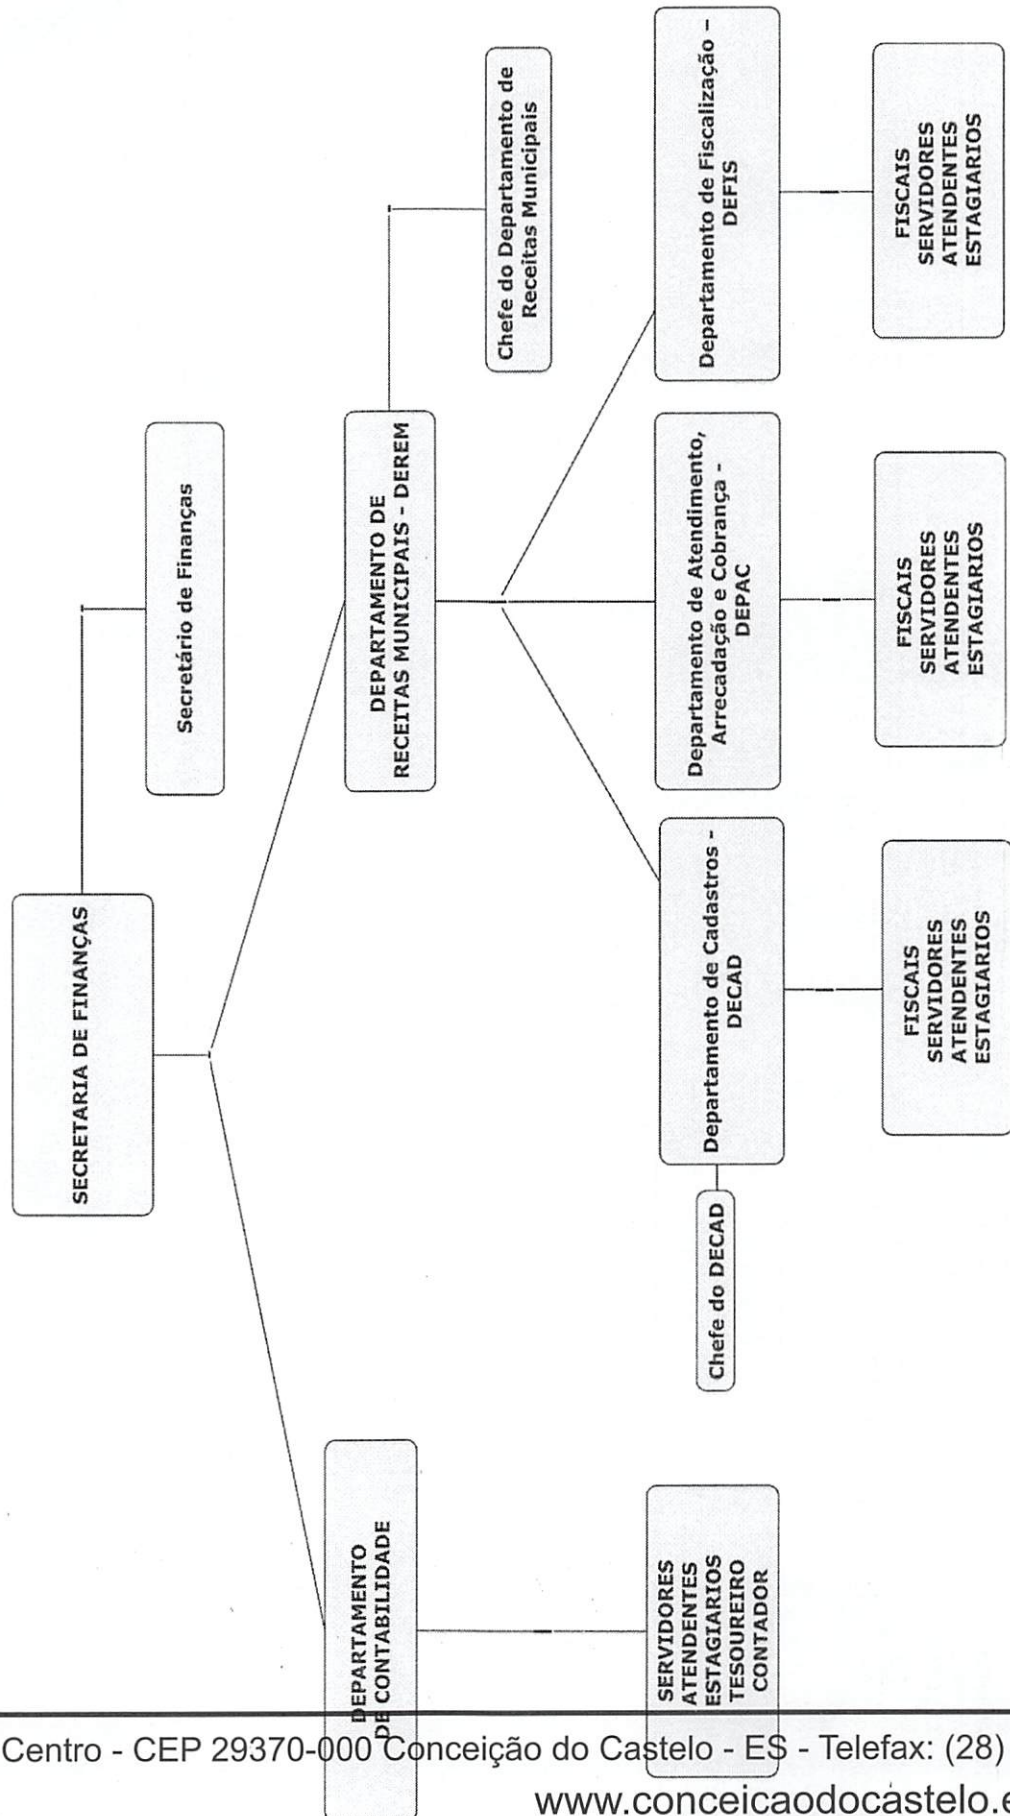 SECRETARIA DE FINANÇAS
Secretário de Finanças
DEPARTAMENTO
DE CONTABILIDADE
SERVIDORES
ATENDENTES
ESTAGIARIOS
TESOUREIRO
CONTADOR
DEPARTAMENTO DE
RECEITAS MUNICIPAIS - DEREM
Chefe do Departamento de
Receitas Municipais
Chefe do DECAD
Departamento de Cadastros -
DECAD
FISCAIS
SERVIDORES
ATENDENTES
ESTAGIARIOS
Departamento de Atendimento,
Arrecadação e Cobrança -
DEPAC
FISCAIS
SERVIDORES
ATENDENTES
ESTAGIARIOS
Departamento de Fiscalização –
DEFIS
FISCAIS
SERVIDORES
ATENDENTES
ESTAGIARIOS
Centro - CEP 29370-000 Conceição do Castelo - ES - Telefax: (28)
www.conceicaodocastelo.e